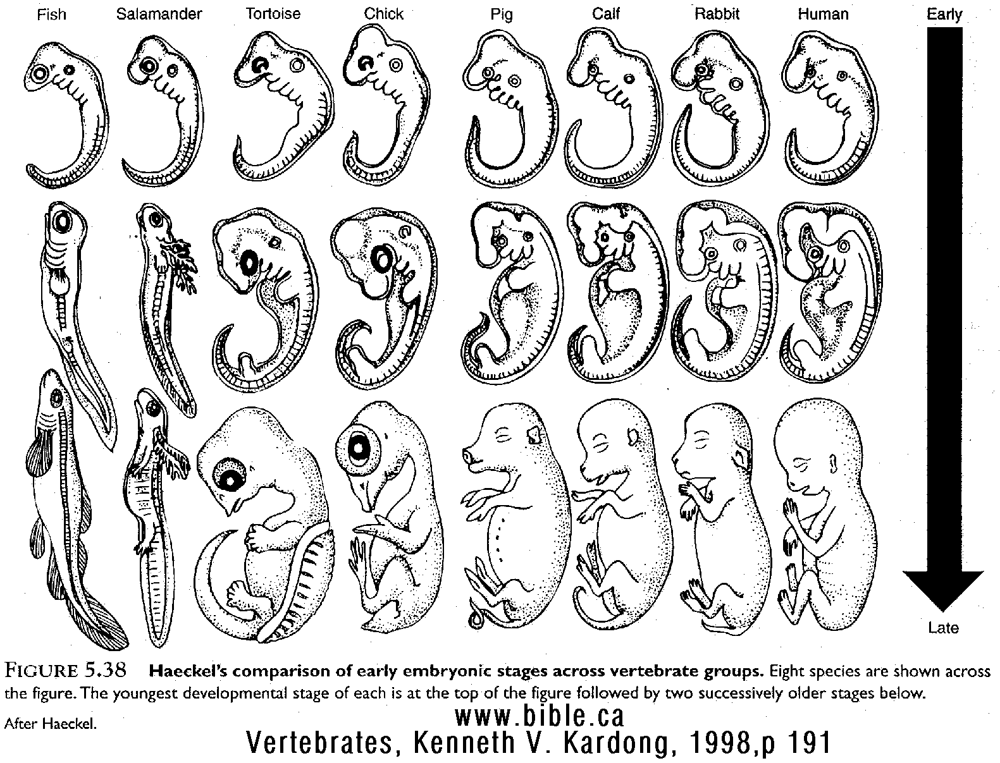 Fish Salamander Tortoise Chick Pig Calf Rabbit Human Early
Late
FIGURE 5.38 Haeckel's comparison of early embryonic stages across vertebrate groups. Eight species are shown across
the figure. The youngest developmental stage of each is at the top of the figure followed by two successively older stages below.
After Haeckel.
www.bible.ca
Vertebrates, Kenneth V. Kardong, 1998,p 191